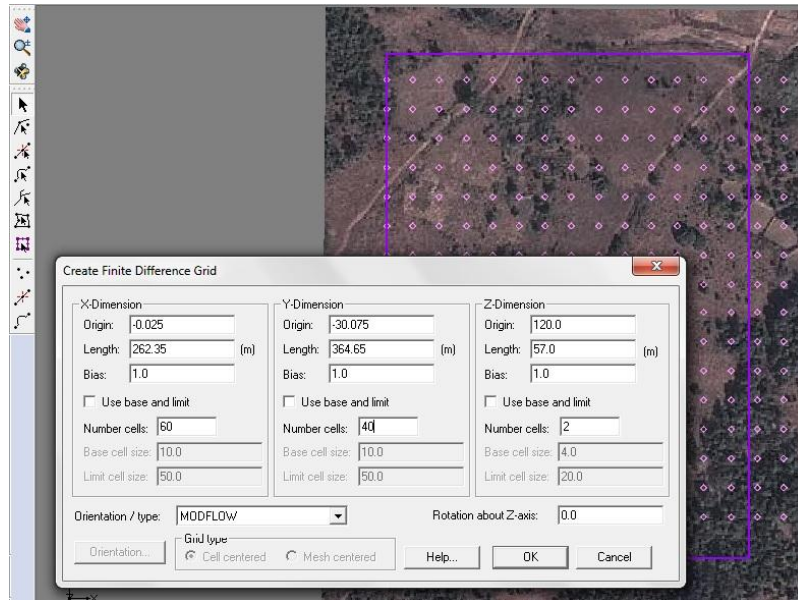 Create Finite Difference Grid
X-Dimension
Origin: -0.025
Length: 262.35 (m)
Bias: 1.0
Use base and limit
Number cells: 60
Base cell size: 10.0
Limit cell size: 50.0
Y-Dimension
Origin: -30.075
Length: 364.65 (m)
Bias: 1.0
Use base and limit
Number cells: 40
Base cell size: 10.0
Limit cell size: 50.0
Z-Dimension
Origin: 120.0
Length: 57.0 (m)
Bias: 1.0
Use base and limit
Number cells: 2
Base cell size: 4.0
Limit cell size: 20.0
Orientation / type: MODFLOW
Rotation about Z-axis: 0.0
Orientation...
Grid type
Cell centered Mesh centered
Help... OK Cancel